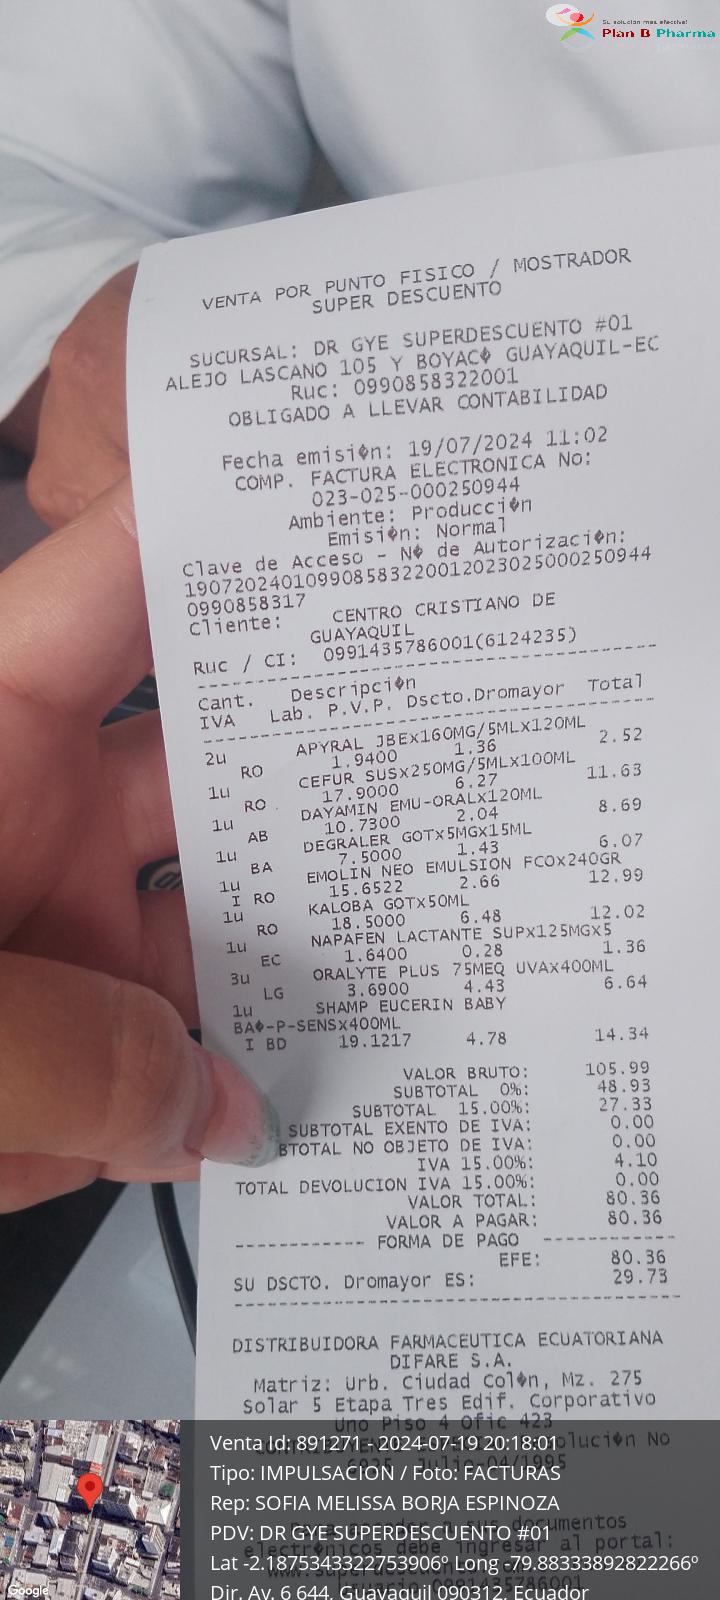 Su solución mas efectiva!
Plan B Pharma
VENTA POR PUNTO FISICO / MOSTRADOR
SUPER DESCUENTO
SUCURSAL: DR GYE SUPERDESCUENTO #01
ALEJO LASCANO 105 Y BOYAC� GUAYAQUIL-EC
Ruc: 0990858322001
OBLIGADO A LLEVAR CONTABILIDAD
Fecha emisi�n: 19/07/2024 11:02
COMP. FACTURA ELECTRONICA No:
023-025-000250944
Ambiente: Producci�n
Emisi�n: Normal
Clave de Acceso - N� de Autorizaci�n:
190720240109908583220012023025000250944
0990858317
Cliente: CENTRO CRISTIANO DE
GUAYAQUIL
Ruc / CI: 0991435786001(6124235)
Cant. Descripci�n
IVA Lab. P.V.P. Dscto.Dromayor Total
2u APYRAL JBEx160MG/5MLx120ML
RO 1.9400 1.36 2.52
1u CEFUR SUSx250MG/5MLx100ML
RO 17.9000 6.27 11.63
1u DAYAMIN EMU-ORALx120ML
AB 10.7300 2.04 8.69
1u DEGRALER GOTx5MGx15ML
BA 7.5000 1.43 6.07
1u EMOLIN NEO EMULSION FCOx240GR
I RO 15.6522 2.66 12.99
1u KALOBA GOTx50ML
RO 18.5000 6.48 12.02
1u NAPAFEN LACTANTE SUPx125MGx5
EC 1.6400 0.28 1.36
3u ORALYTE PLUS 75MEQ UVAx400ML
LG 3.6900 4.43 6.64
1u SHAMP EUCERIN BABY
BA�-P-SENSx400ML
I BD 19.1217 4.78 14.34
VALOR BRUTO: 105.99
SUBTOTAL 0%: 48.93
SUBTOTAL 15.00%: 27.33
SUBTOTAL EXENTO DE IVA: 0.00
BTOTAL NO OBJETO DE IVA: 0.00
IVA 15.00%: 4.10
TOTAL DEVOLUCION IVA 15.00%: 0.00
VALOR TOTAL: 80.36
VALOR A PAGAR: 80.36
------------ FORMA DE PAGO ------------
EFE: 80.36
SU DSCTO. Dromayor ES: 29.73
DISTRIBUIDORA FARMACEUTICA ECUATORIANA
DIFARE S.A.
Matriz: Urb. Ciudad Col�n, Mz. 275
Solar 5 Etapa Tres Edif. Corporativo
Uno Piso 4 Ofic 423
Venta Id: 891271 - 2024-07-19 20:18:01
Tipo: IMPULSACION / Foto: FACTURAS
Rep: SOFIA MELISSA BORJA ESPINOZA
PDV: DR GYE SUPERDESCUENTO #01
Lat -2.1875343322753906º Long -79.88333892822266º
Dir. Av. 6 644, Guayaquil 090312, Ecuador
Google